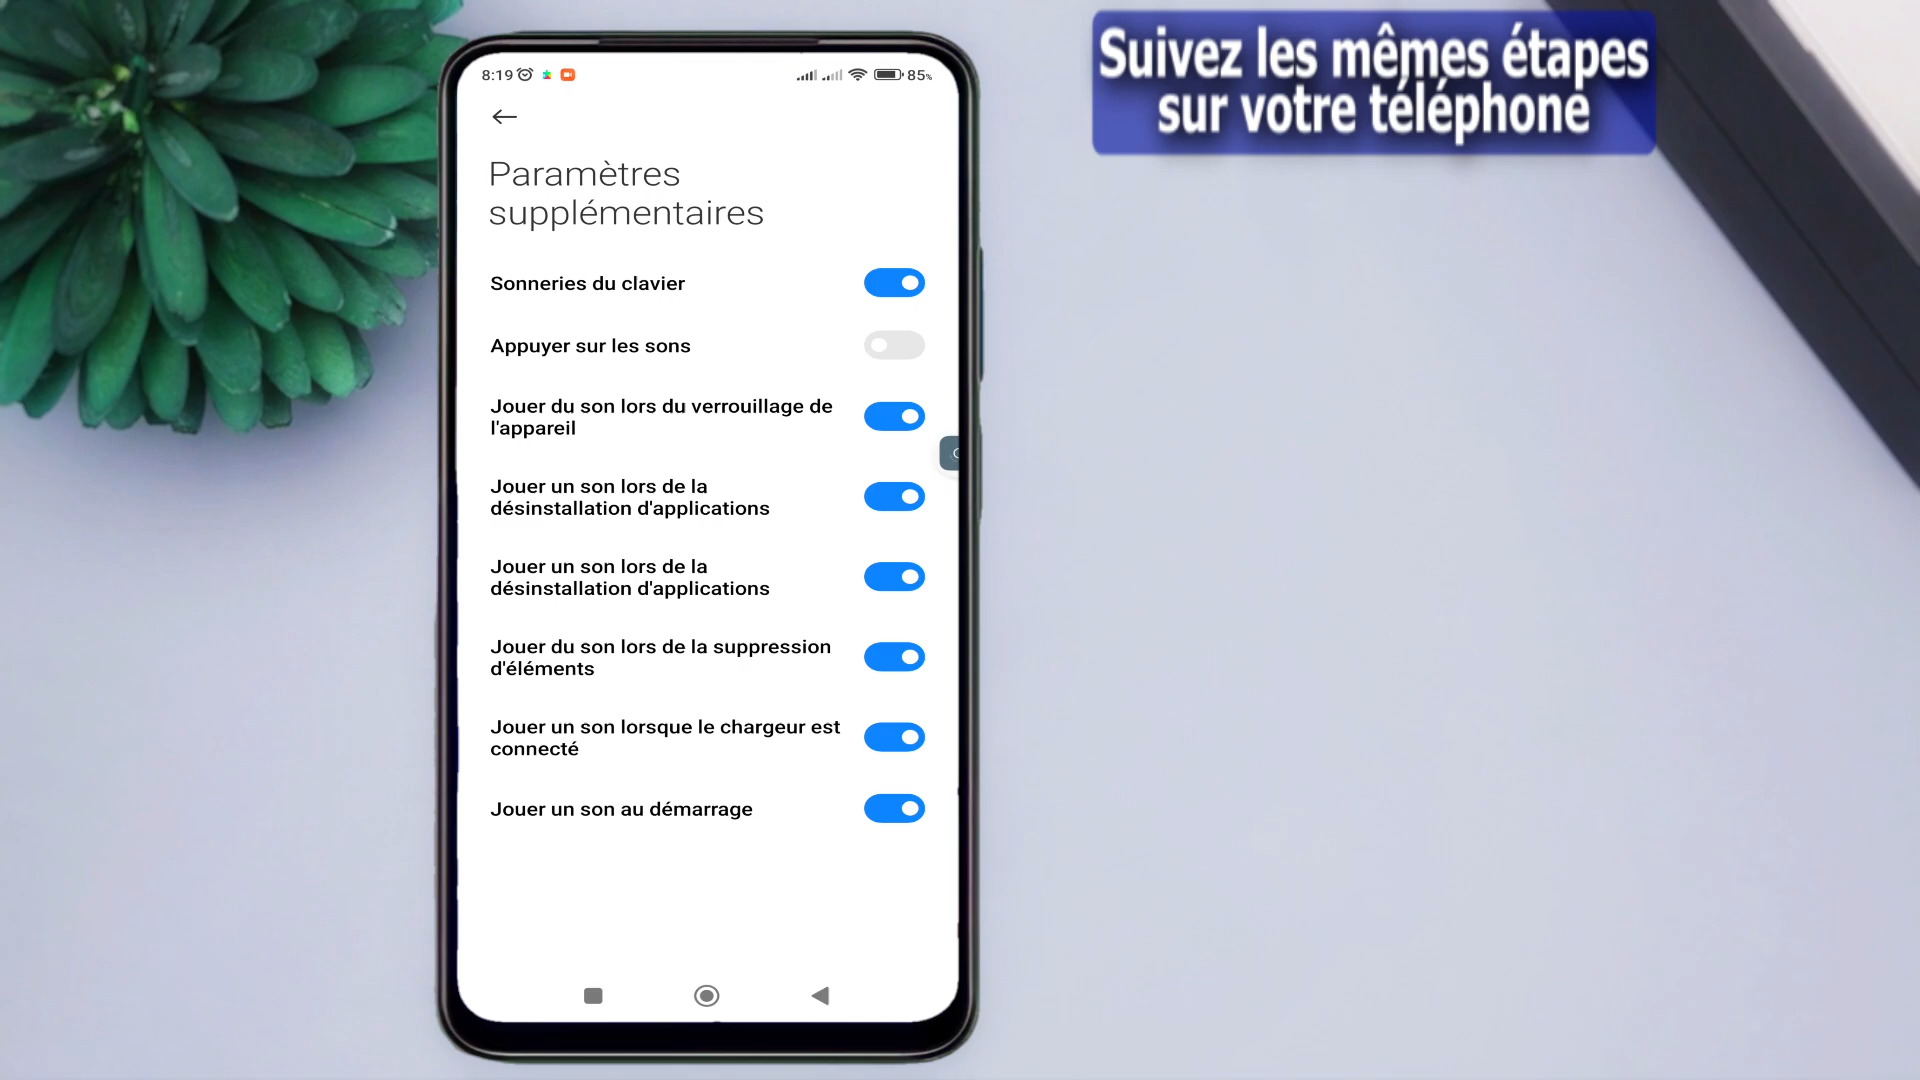 Suivez les mêmes étapes
sur votre téléphone
8:19
85%
Paramètres
supplémentaires
Sonneries du clavier
Appuyer sur les sons
Jouer du son lors du verrouillage de
l'appareil
Jouer un son lors de la
désinstallation d'applications
Jouer un son lors de la
désinstallation d'applications
Jouer du son lors de la suppression
d'éléments
Jouer un son lorsque le chargeur est
connecté
Jouer un son au démarrage